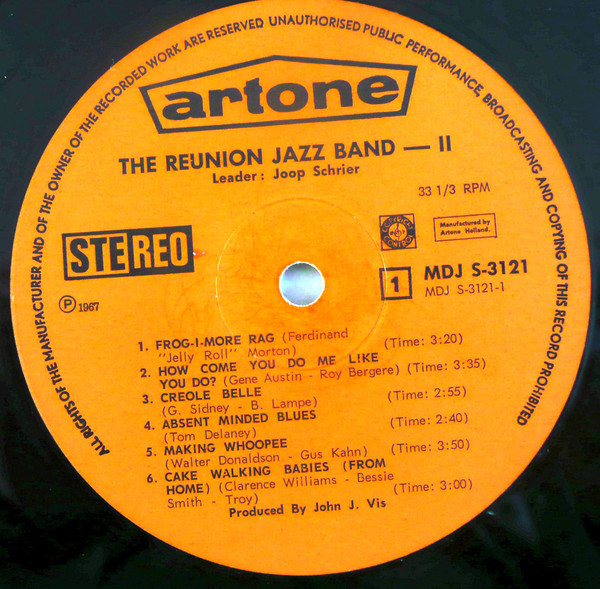 ALL RIGHTS OF THE MANUFACTURER AND OF THE OWNER OF THE RECORDED WORK ARE RESERVED UNAUTHORISED PUBLIC PERFORMANCE, BROADCASTING AND COPYING OF THIS RECORD PROHIBITED
artone
THE REUNION JAZZ BAND — II
Leader: Joop Schrier
33 1/3 RPM
STEREO
Manufactured by
Artone Holland.
1
MDJ S-3121
MDJ S-3121-1
℗ 1967
1. FROG-I-MORE RAG (Ferdinand
"Jelly Roll" Morton) (Time: 3:20)
2. HOW COME YOU DO ME LIKE
YOU DO? (Gene Austin - Roy Bergere) (Time: 3:35)
3. CREOLE BELLE
(G. Sidney - B. Lampe) (Time: 2:55)
4. ABSENT MINDED BLUES
(Tom Delaney) (Time: 2:40)
5. MAKING WHOOPEE
(Walter Donaldson - Gus Kahn) (Time: 3:50)
6. CAKE WALKING BABIES (FROM
HOME) (Clarence Williams - Bessie
Smith - Troy) (Time: 3:00)
Produced By John J. Vis